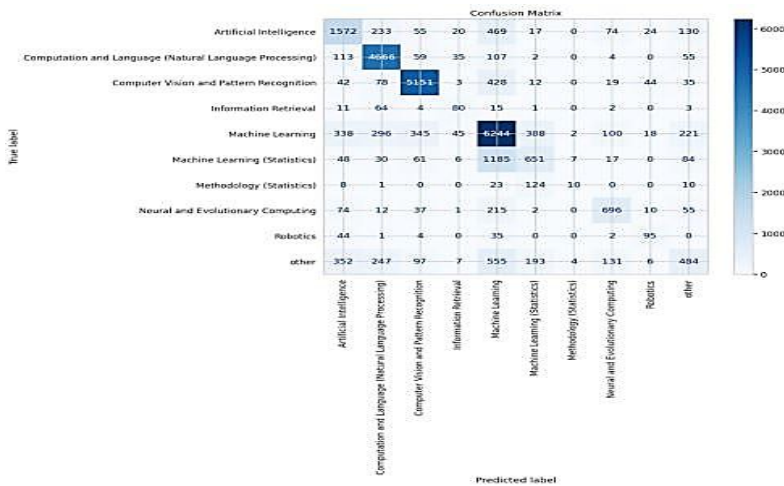 Confusion Matrix
Artificial Intelligence 1572 233 55 20 469 17 0 74 24 130
Computation and Language (Natural Language Processing) 113 4666 59 35 107 2 0 4 0 55
Computer Vision and Pattern Recognition 42 78 5151 3 428 12 0 19 44 35
Information Retrieval 11 64 4 80 15 1 0 2 0 3
Machine Learning 338 296 345 45 6244 388 2 100 18 221
Machine Learning (Statistics) 48 30 61 6 1185 651 7 17 0 84
Methodology (Statistics) 8 1 0 0 23 124 10 0 0 10
Neural and Evolutionary Computing 74 12 37 1 215 2 0 696 10 55
Robotics 44 1 4 0 35 0 0 2 95
other 352 247 97 7 555 193 4 131 6 484
True label
Artificial Intelligence
Computation and Language (Natural Language Processing)
Computer Vision and Pattern Recognition
Information Retrieval
Machine Learning
Machine Learning (Statistics)
Methodology (Statistics)
Neural and Evolutionary Computing
Robotics
other
Predicted label
6000
5000
4000
3000
2000
1000
0